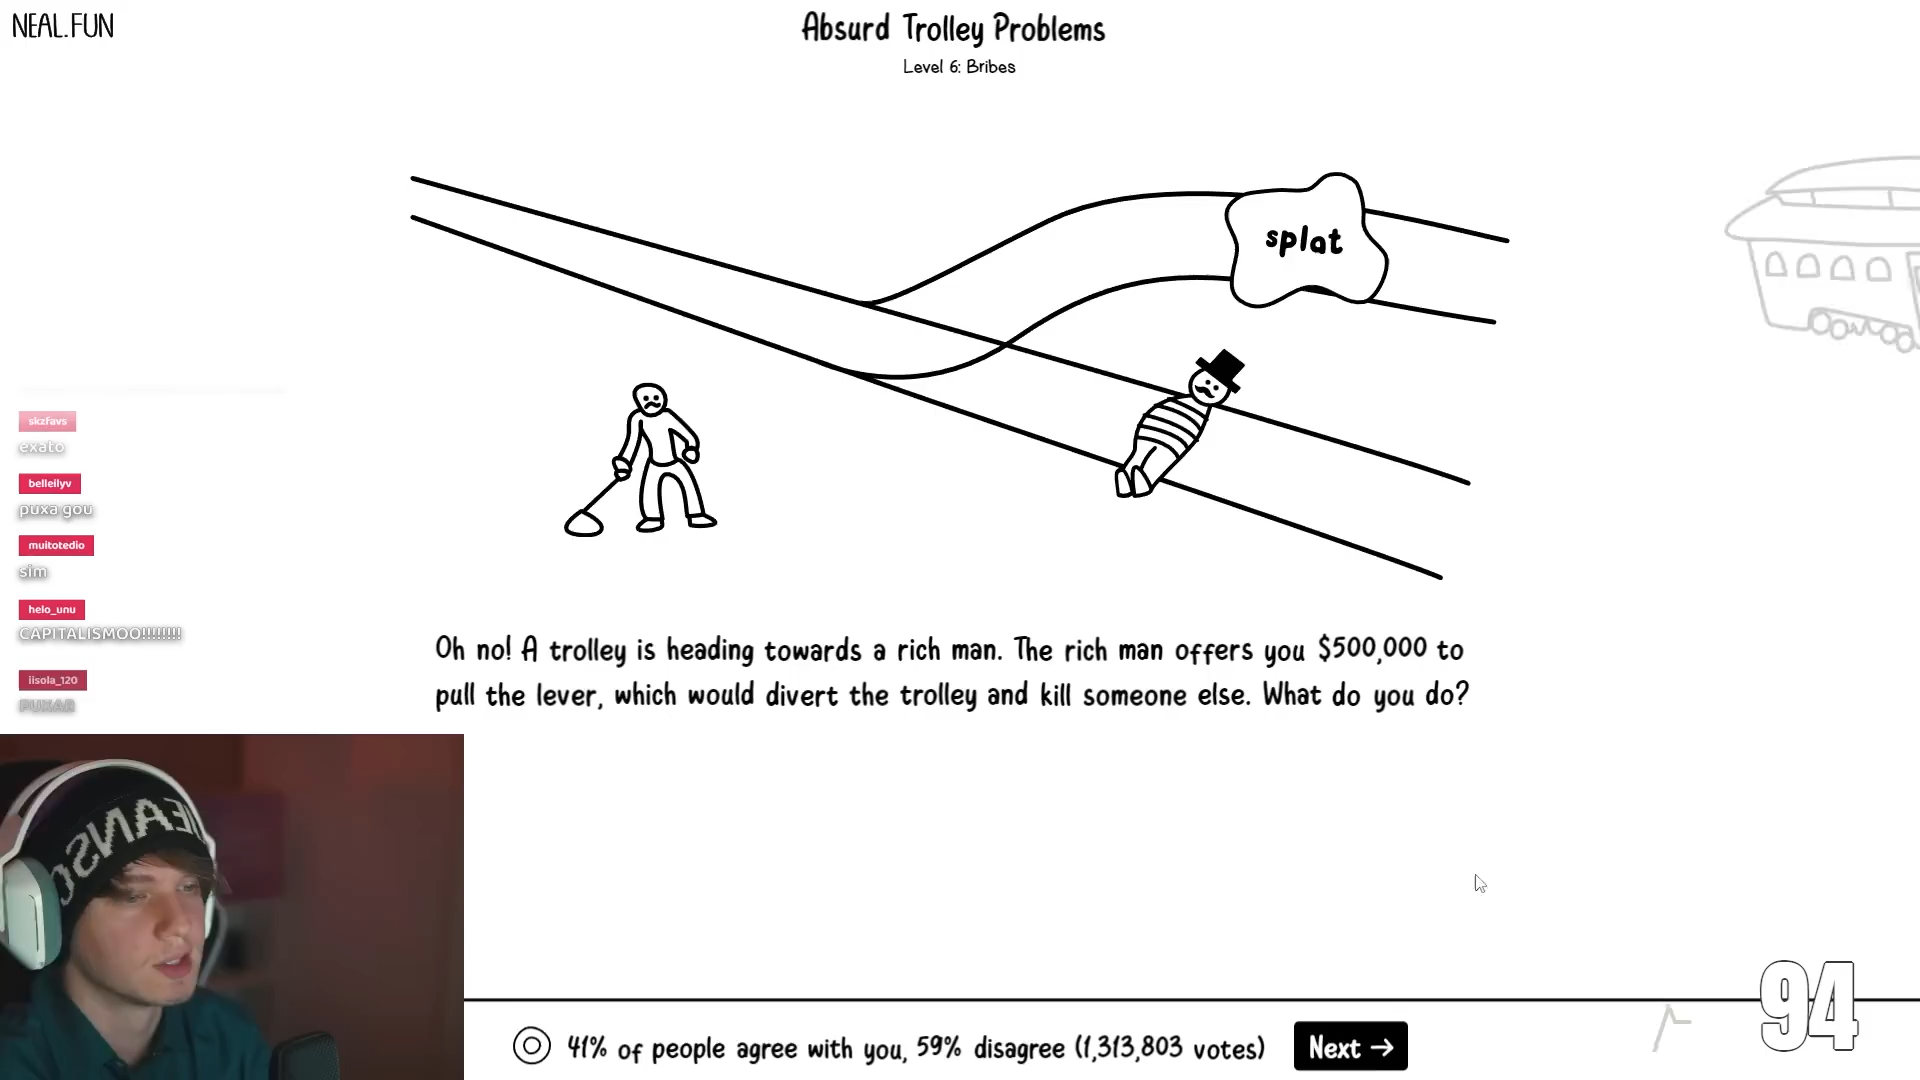 NEAL.FUN
Absurd Trolley Problems
Level 6: Bribes
splat
skzfavs
exato
belleilyv
puxa gou
muitotedio
sim
helo_unu
CAPITALISMOO!!!!!!!!
iisola_120
PUXAR
Oh no! A trolley is heading towards a rich man. The rich man offers you $500,000 to
pull the lever, which would divert the trolley and kill someone else. What do you do?
41% of people agree with you, 59% disagree (1,313,803 votes)
Next →
94